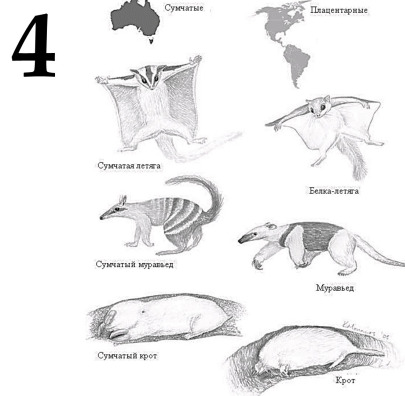 4
Сумчатые
Плацентарные
Сумчатая летяга
Белка-летяга
Сумчатый муравьед
Муравьед
Сумчатый крот
Крот